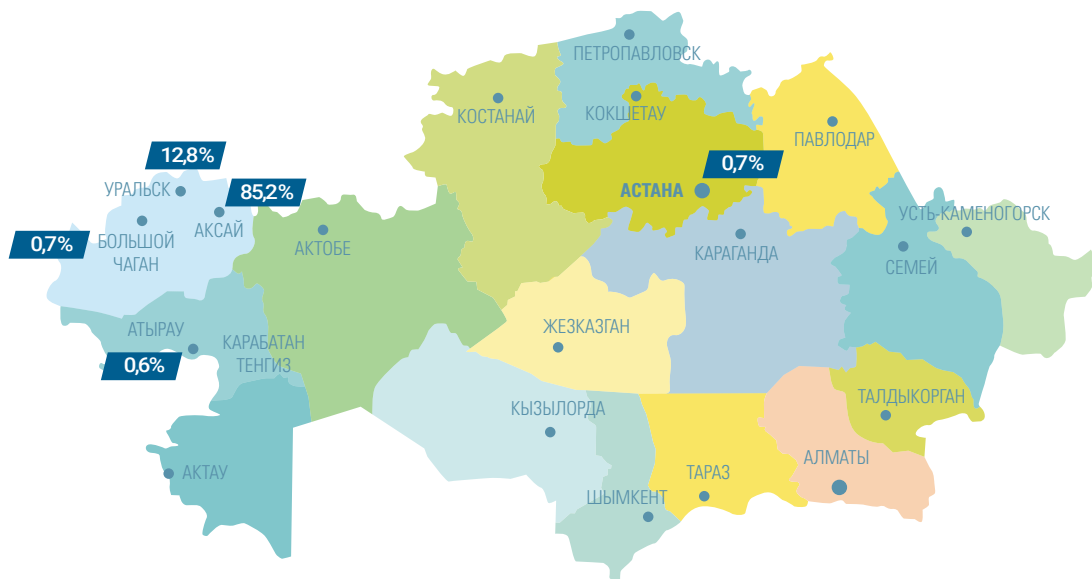 ПЕТРОПАВЛОВСК
КОСТАНАЙ
КОКШЕТАУ
ПАВЛОДАР
12,8%
0,7%
УРАЛЬСК
85,2%
АСТАНА
УСТЬ-КАМЕНОГОРСК
АКСАЙ
0,7%
БОЛЬШОЙ
ЧАГАН
АКТОБЕ
КАРАГАНДА
СЕМЕЙ
АТЫРАУ
ЖЕЗКАЗГАН
КАРАБАТАН
ТЕНГИЗ
0,6%
ТАЛДЫКОРГАН
КЫЗЫЛОРДА
АЛМАТЫ
АКТАУ
ТАРАЗ
ШЫМКЕНТ